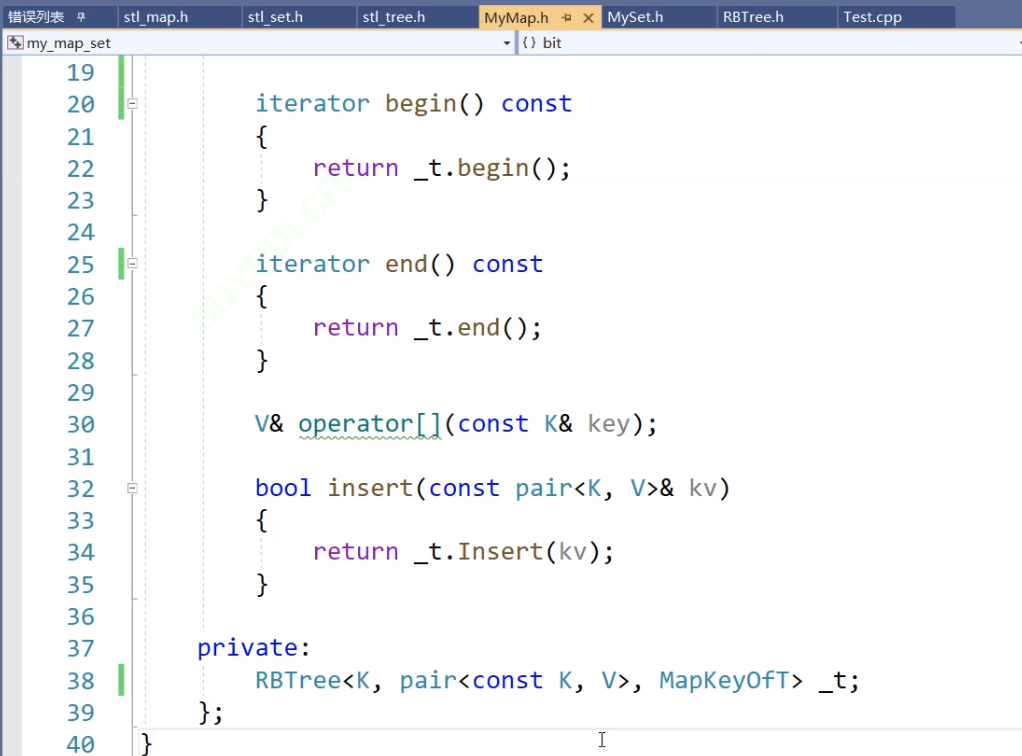 错误列表 stl_map.h stl_set.h stl_tree.h MyMap.h MySet.h RBTree.h Test.cpp
my_map_set {} bit
19
20 iterator begin() const
21 {
22 return _t.begin();
23 }
24
25 iterator end() const
26 {
27 return _t.end();
28 }
29
30 V& operator[](const K& key);
31
32 bool insert(const pair<K, V>& kv)
33 {
34 return _t.Insert(kv);
35 }
36
37 private:
38 RBTree<K, pair<const K, V>, MapKeyOfT> _t;
39 };
40 }